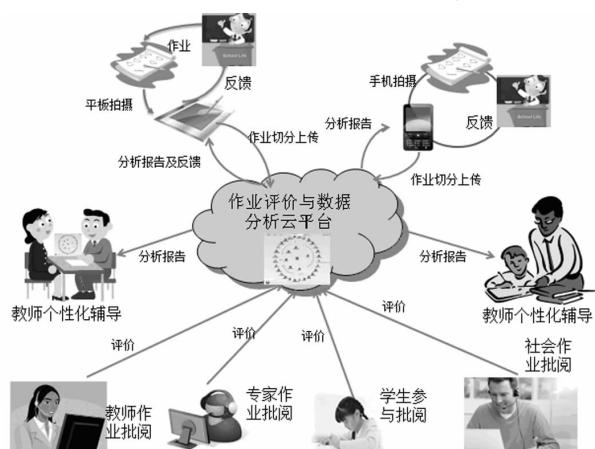 作业
反馈
平板拍摄
作业切分上传
分析报告及反馈
手机拍摄
反馈
分析报告
作业切分上传
作业评价与数据
分析云平台
分析报告
分析报告
教师个性化辅导
教师个性化辅导
评价
评价
评价
评价
教师作
业批阅
专家作
业批阅
学生参
与批阅
社会作
业批阅